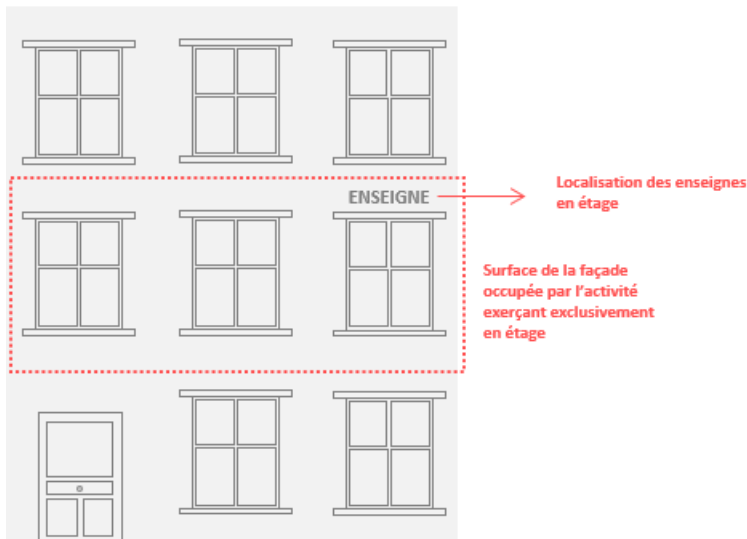 ENSEIGNE
Localisation des enseignes
en étage
Surface de la façade
occupée par l'activité
exerçant exclusivement
en étage